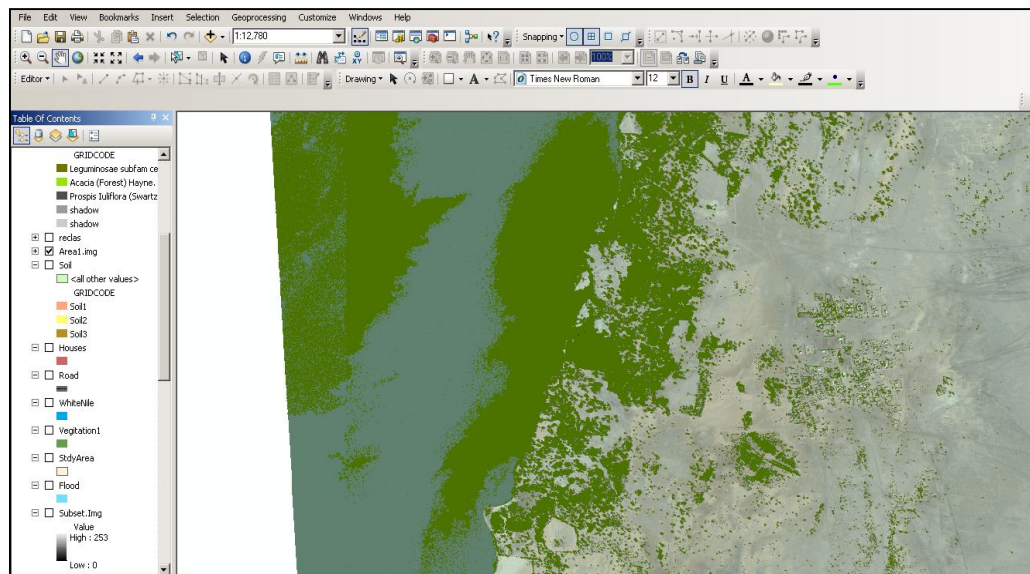 File Edit View Bookmarks Insert Selection Geoprocessing Customize Windows Help
1:12,780 Snapping
100%
Editor Drawing A Times New Roman 12 B I U A
Table Of Contents
GRIDCODE
Leguminosae subfam ce
Acacia (Forest) Hayne.
Prospis Iuliflora (Swartz
shadow
shadow
reclas
Area1.img
Soil
<all other values>
GRIDCODE
Soil1
Soil2
Soil3
Houses
Road
WhiteNile
Vegitation1
StdyArea
Flood
Subset.Img
Value
High : 253
Low : 0